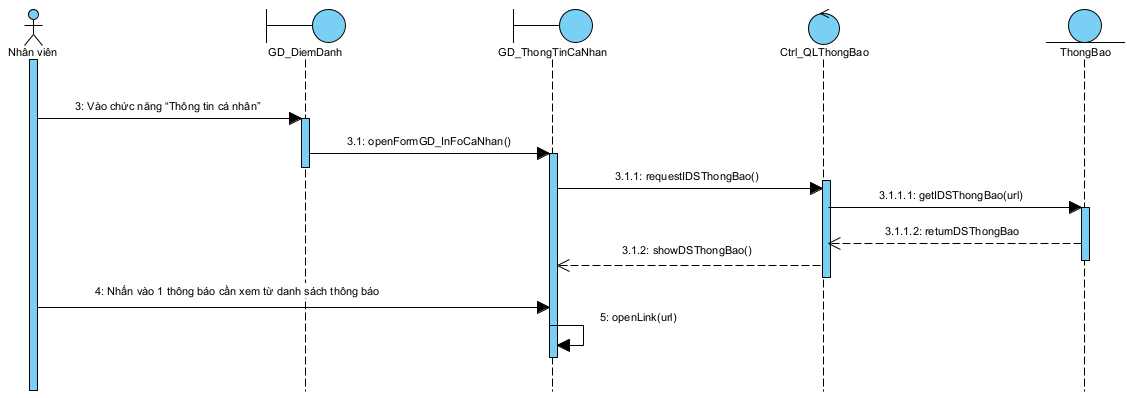 Nhân viên
GD_DiemDanh
GD_ThongTinCaNhan
Ctrl_QLThongBao
ThongBao
3: Vào chức năng "Thông tin cá nhân"
3.1: openFormGD_InFoCaNhan()
3.1.1: requestIDSThongBao()
3.1.1.1: getIDSThongBao(url)
3.1.1.2: returnDSThongBao
3.1.2: showDSThongBao()
4: Nhấn vào 1 thông báo cần xem từ danh sách thông báo
5: openLink(url)